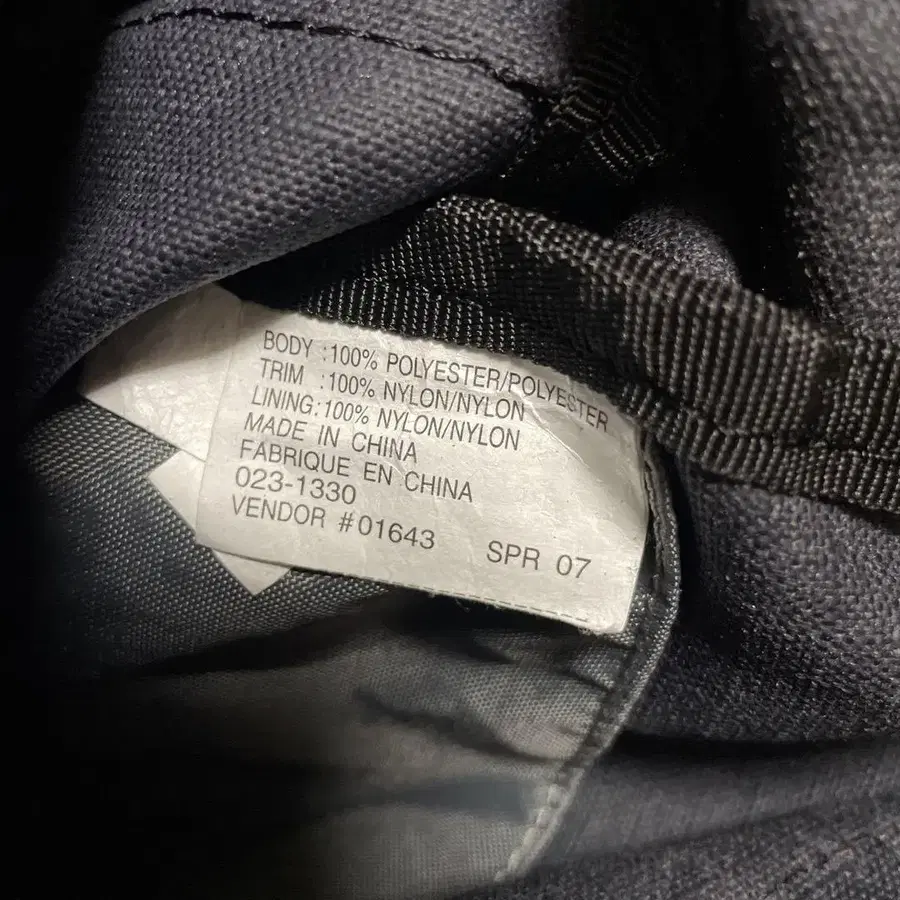 BODY :100% POLYESTER/POLYESTER
TRIM :100% NYLON/NYLON
LINING:100% NYLON/NYLON
MADE IN CHINA
FABRIQUE EN CHINA
023-1330
VENDOR #01643 SPR 07